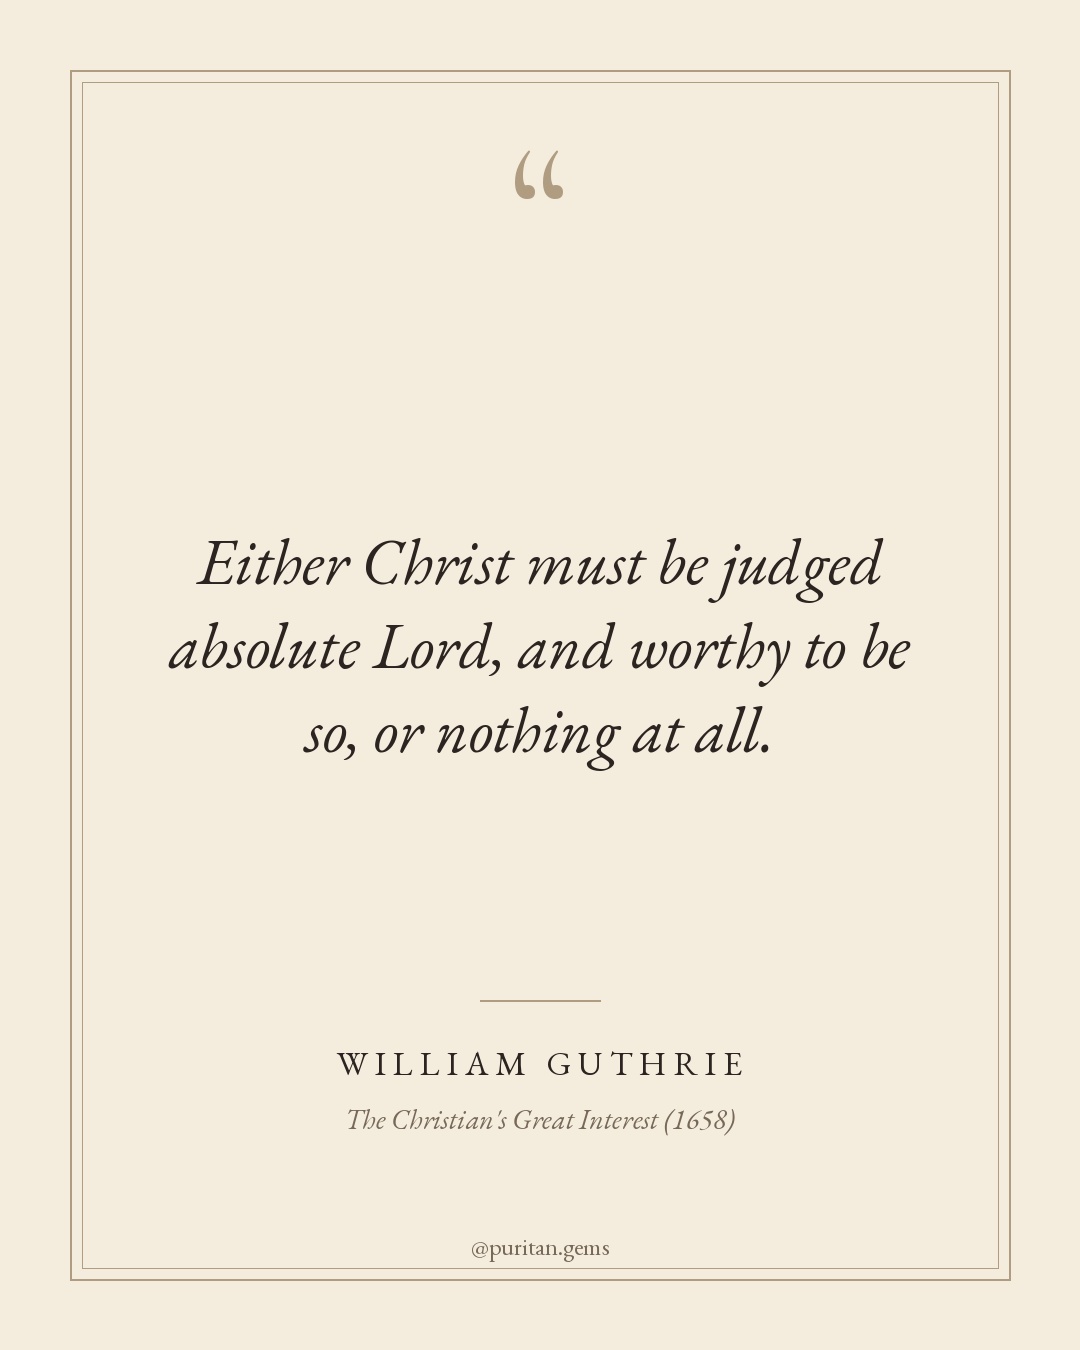 “
Either Christ must be judged
absolute Lord, and worthy to be
so, or nothing at all.
WILLIAM GUTHRIE
The Christian's Great Interest (1658)
@puritan.gems